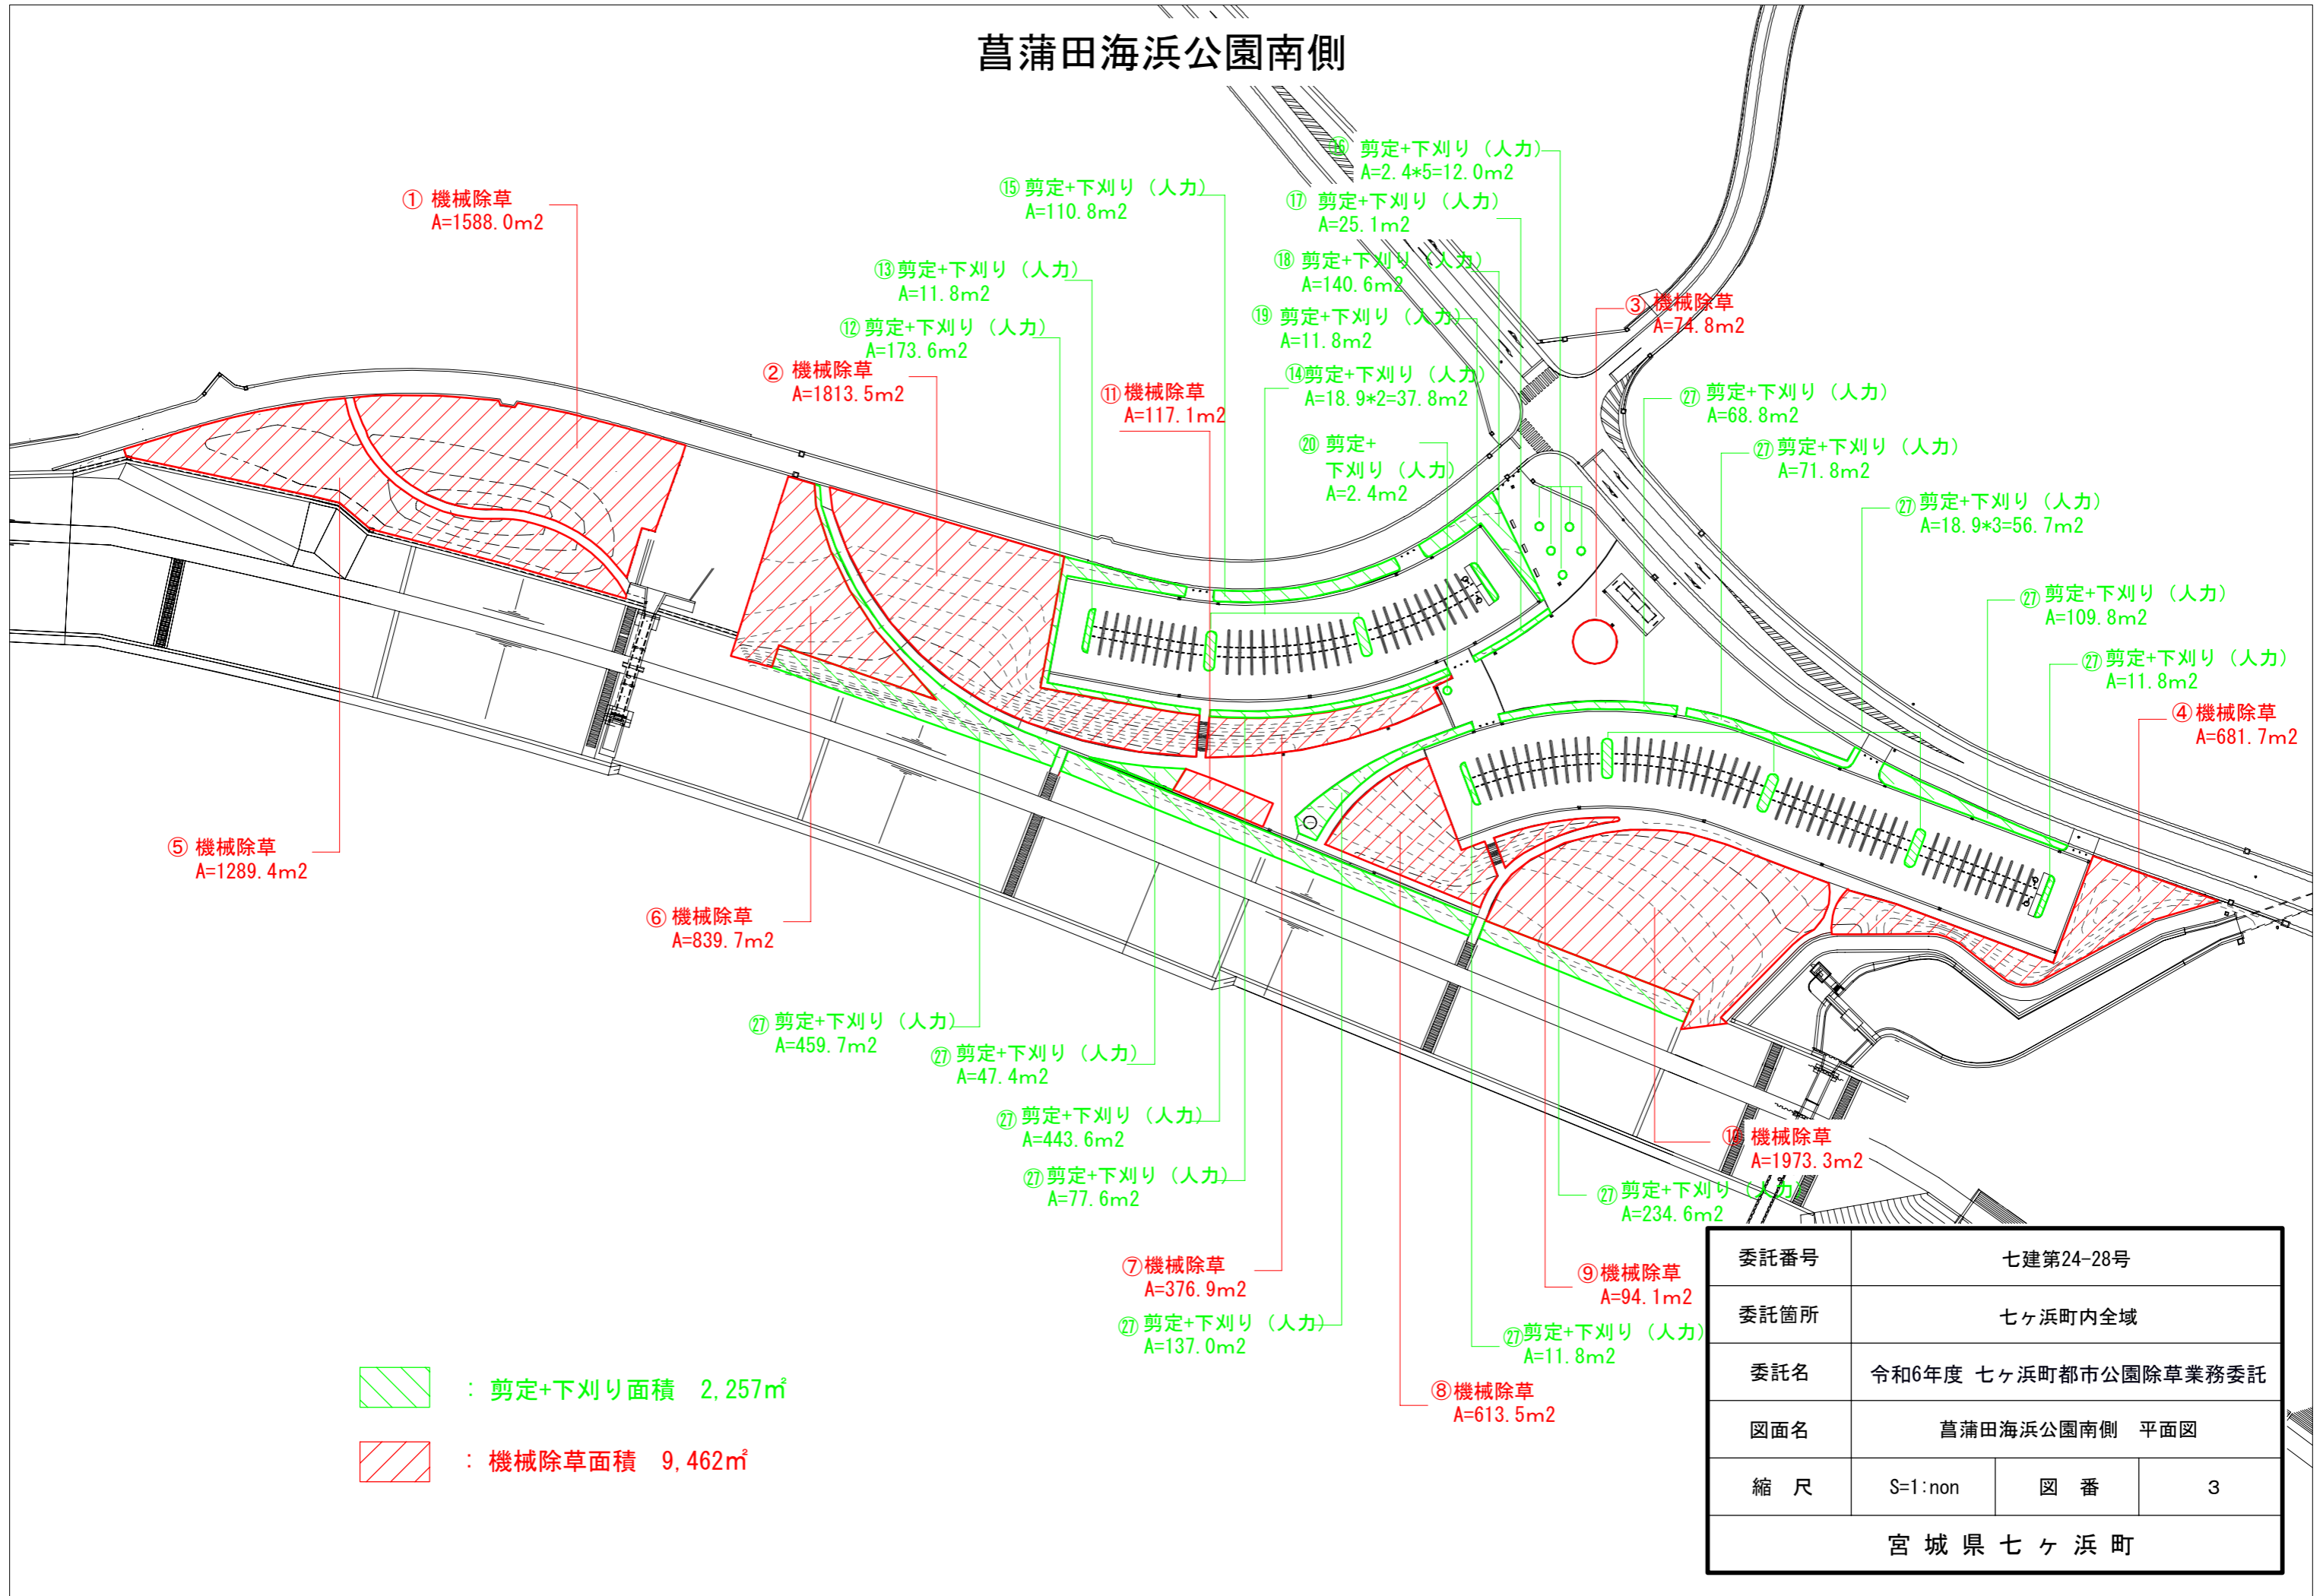 菖蒲田海浜公園南側
⑯ 剪定+下刈り（人力）
A=2.4*5=12.0m2
⑮ 剪定+下刈り（人力）
A=110.8m2
① 機械除草
A=1588.0m2
⑰ 剪定+下刈り（人力）
A=25.1m2
⑬ 剪定+下刈り（人力）
A=11.8m2
⑱ 剪定+下刈り（人力）
A=140.6m2
③ 機械除草
A=74.8m2
⑫ 剪定+下刈り（人力）
A=173.6m2
⑲ 剪定+下刈り（人力）
A=11.8m2
② 機械除草
A=1813.5m2
⑪ 機械除草
A=117.1m2
⑭ 剪定+下刈り（人力）
A=18.9*2=37.8m2
㉗ 剪定+下刈り（人力）
A=68.8m2
⑳ 剪定+
下刈り（人力）
A=2.4m2
㉗ 剪定+下刈り（人力）
A=71.8m2
㉗ 剪定+下刈り（人力）
A=18.9*3=56.7m2
㉗ 剪定+下刈り（人力）
A=109.8m2
㉗ 剪定+下刈り（人力）
A=11.8m2
④ 機械除草
A=681.7m2
⑤ 機械除草
A=1289.4m2
⑥ 機械除草
A=839.7m2
㉗ 剪定+下刈り（人力）
A=459.7m2
㉗ 剪定+下刈り（人力）
A=47.4m2
㉗ 剪定+下刈り（人力）
A=443.6m2
㉗ 剪定+下刈り（人力）
A=77.6m2
⑩ 機械除草
A=1973.3m2
㉗ 剪定+下刈り（人力）
A=234.6m2
⑦ 機械除草
A=376.9m2
⑨ 機械除草
A=94.1m2
㉗ 剪定+下刈り（人力）
A=137.0m2
㉗ 剪定+下刈り（人力）
A=11.8m2
⑧ 機械除草
A=613.5m2
： 剪定+下刈り面積 2,257㎡
： 機械除草面積 9,462㎡
委託番号 七建第24-28号
委託箇所 七ヶ浜町内全域
委託名 令和6年度 七ヶ浜町都市公園除草業務委託
図面名 菖蒲田海浜公園南側 平面図
縮 尺 S=1:non 図 番 3
宮 城 県 七 ヶ 浜 町